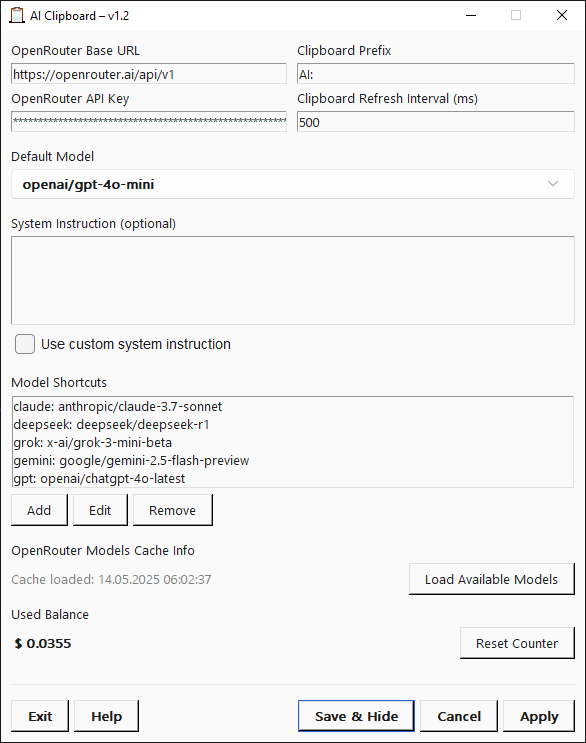 AI Clipboard – v1.2
OpenRouter Base URL
https://openrouter.ai/api/v1
Clipboard Prefix
AI:
OpenRouter API Key
********************************************************
Clipboard Refresh Interval (ms)
500
Default Model
openai/gpt-4o-mini
System Instruction (optional)
Use custom system instruction
Model Shortcuts
claude: anthropic/claude-3.7-sonnet
deepseek: deepseek/deepseek-r1
grok: x-ai/grok-3-mini-beta
gemini: google/gemini-2.5-flash-preview
gpt: openai/chatgpt-4o-latest
Add Edit Remove
OpenRouter Models Cache Info
Cache loaded: 14.05.2025 06:02:37
Load Available Models
Used Balance
$ 0.0355
Reset Counter
Exit Help Save & Hide Cancel Apply